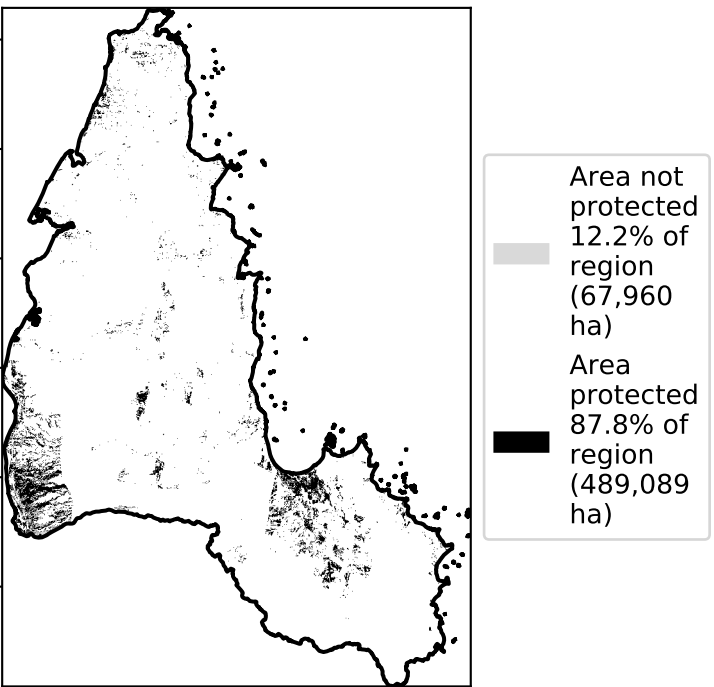 Area not
protected
12.2% of
region
(67,960
ha)
Area
protected
87.8% of
region
(489,089
ha)